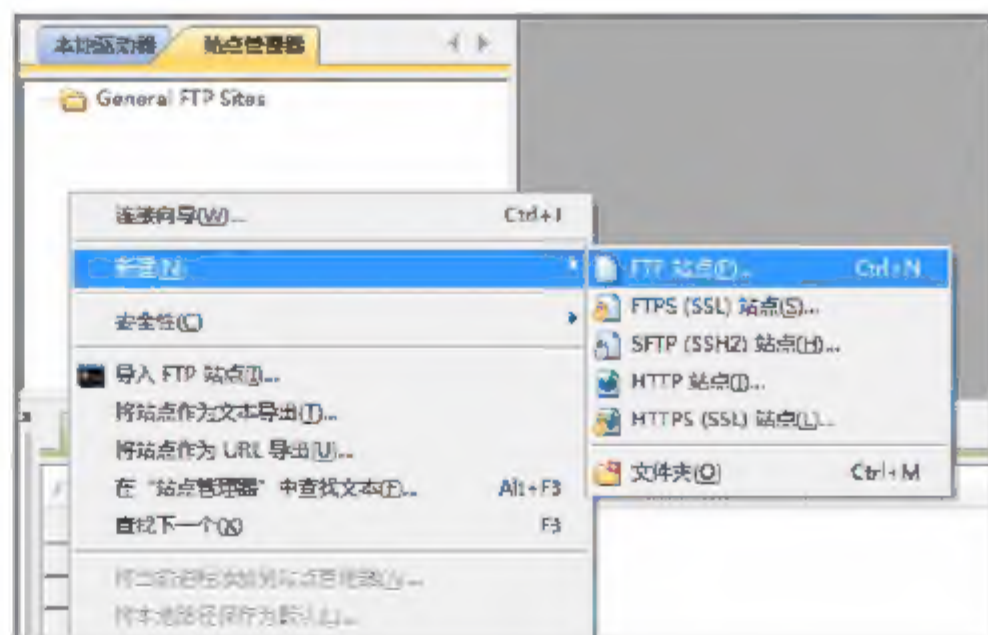 本地驱动器
站点管理器
General FTP Sites
连接向导(W)...
新建(N)
FTP 站点(F)... Ctrl+N
FTPS (SSL) 站点(S)...
安全性(C)
SFTP (SSH2) 站点(H)...
导入 FTP 站点(I)...
HTTP 站点(T)...
将站点作为文本导出(T)...
HTTPS (SSL) 站点(L)...
将站点作为 URL 导出(U)...
在“站点管理器”中查找文本(F)... Alt+F3
文件夹(O) Ctrl+M
查找下一个(X) F3